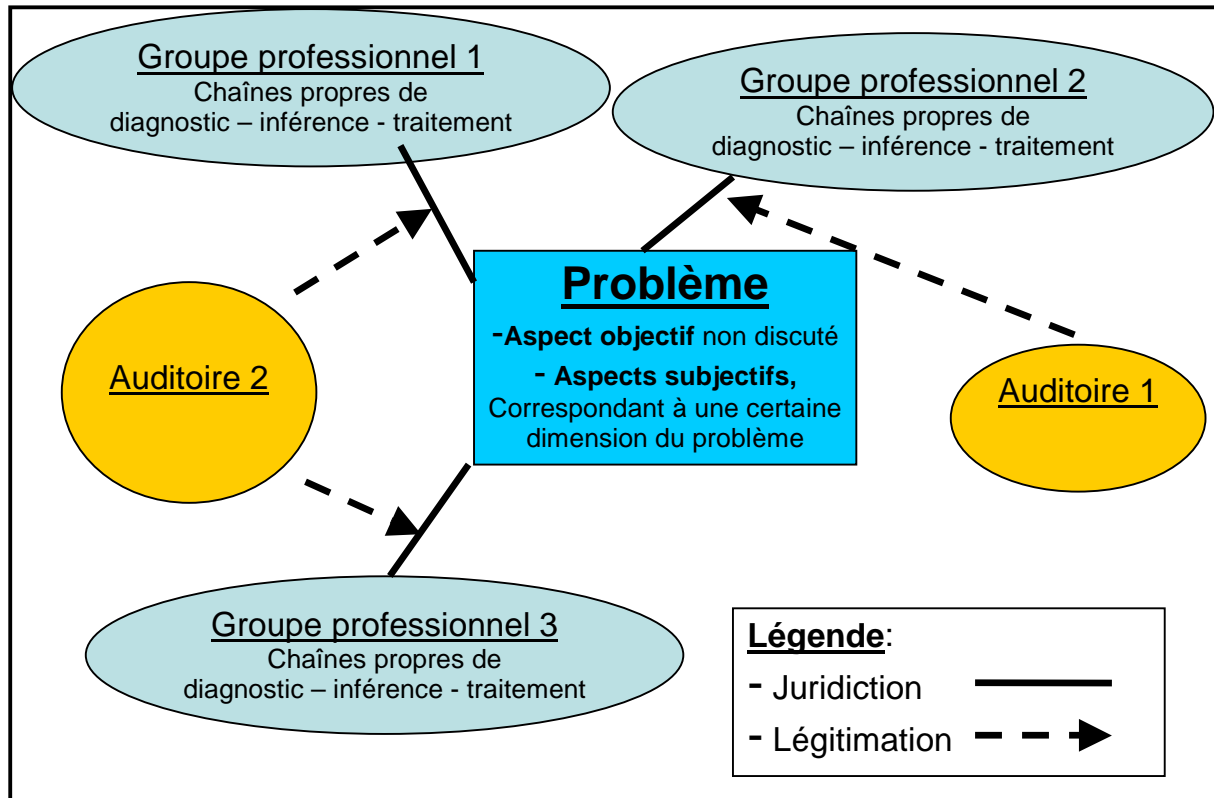 Groupe professionnel 1
Chaînes propres de
diagnostic – inférence - traitement
Groupe professionnel 2
Chaînes propres de
diagnostic – inférence - traitement
Problème
-Aspect objectif non discuté
- Aspects subjectifs,
Correspondant à une certaine
dimension du problème
Auditoire 2
Auditoire 1
Groupe professionnel 3
Chaînes propres de
diagnostic – inférence - traitement
Légende:
- Juridiction
- Légitimation